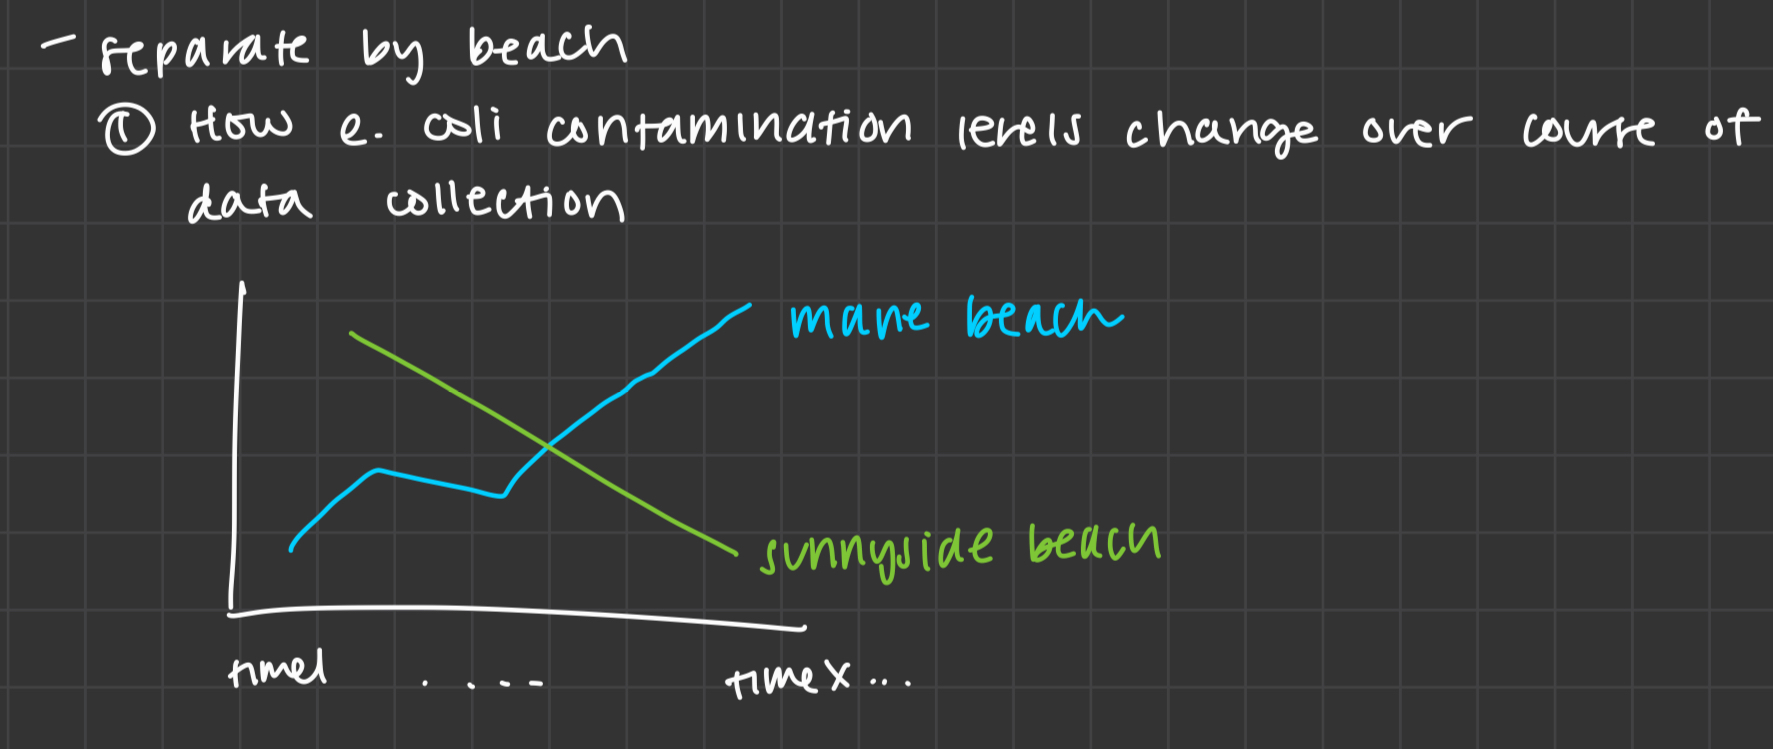 - separate by beach
① How e. coli contamination levels change over course of
data collection
mane beach
sunnyside beach
time1 . . - - timeX ...